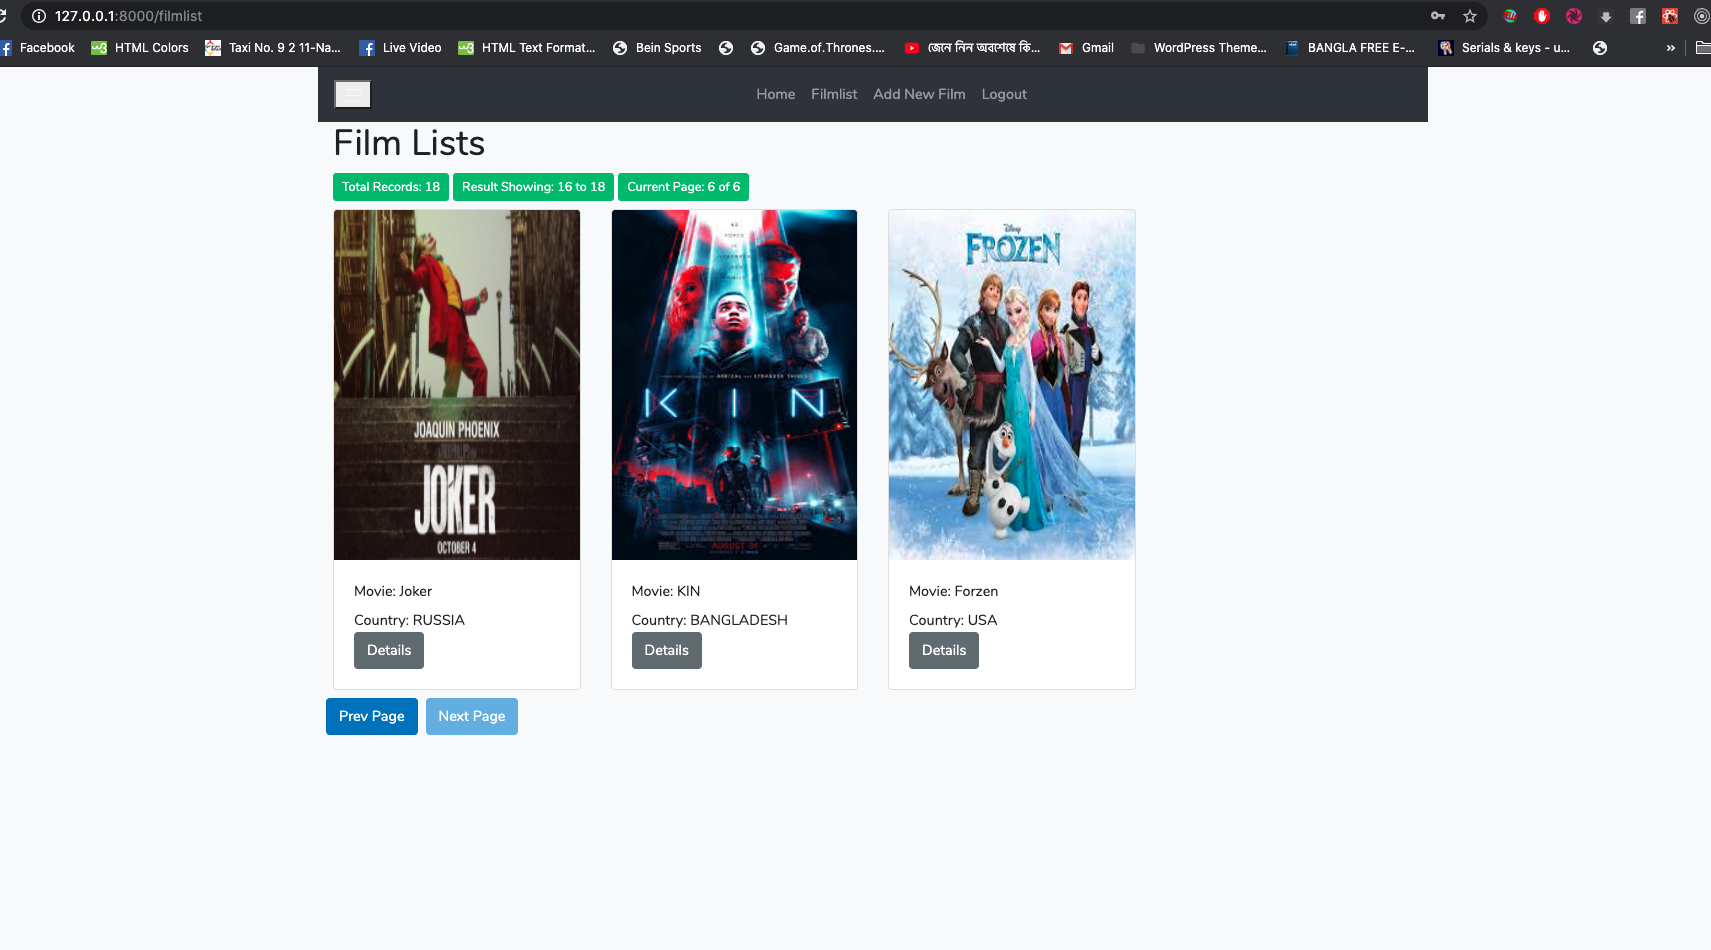 127.0.0.1:8000/filmlist
Facebook HTML Colors Taxi No. 9 2 11-Na... Live Video HTML Text Format... Bein Sports Game.of.Thrones.... জেনে নিন অবশেষে কি... Gmail WordPress Theme... BANGLA FREE E-... Serials & keys - u... »
Home Filmlist Add New Film Logout
Film Lists
Total Records: 18 Result Showing: 16 to 18 Current Page: 6 of 6
JOAQUIN PHOENIX
JOKER
OCTOBER 4
KIN
AUGUST 31
Disney
FROZEN
Movie: Joker
Country: RUSSIA
Details
Movie: KIN
Country: BANGLADESH
Details
Movie: Forzen
Country: USA
Details
Prev Page Next Page